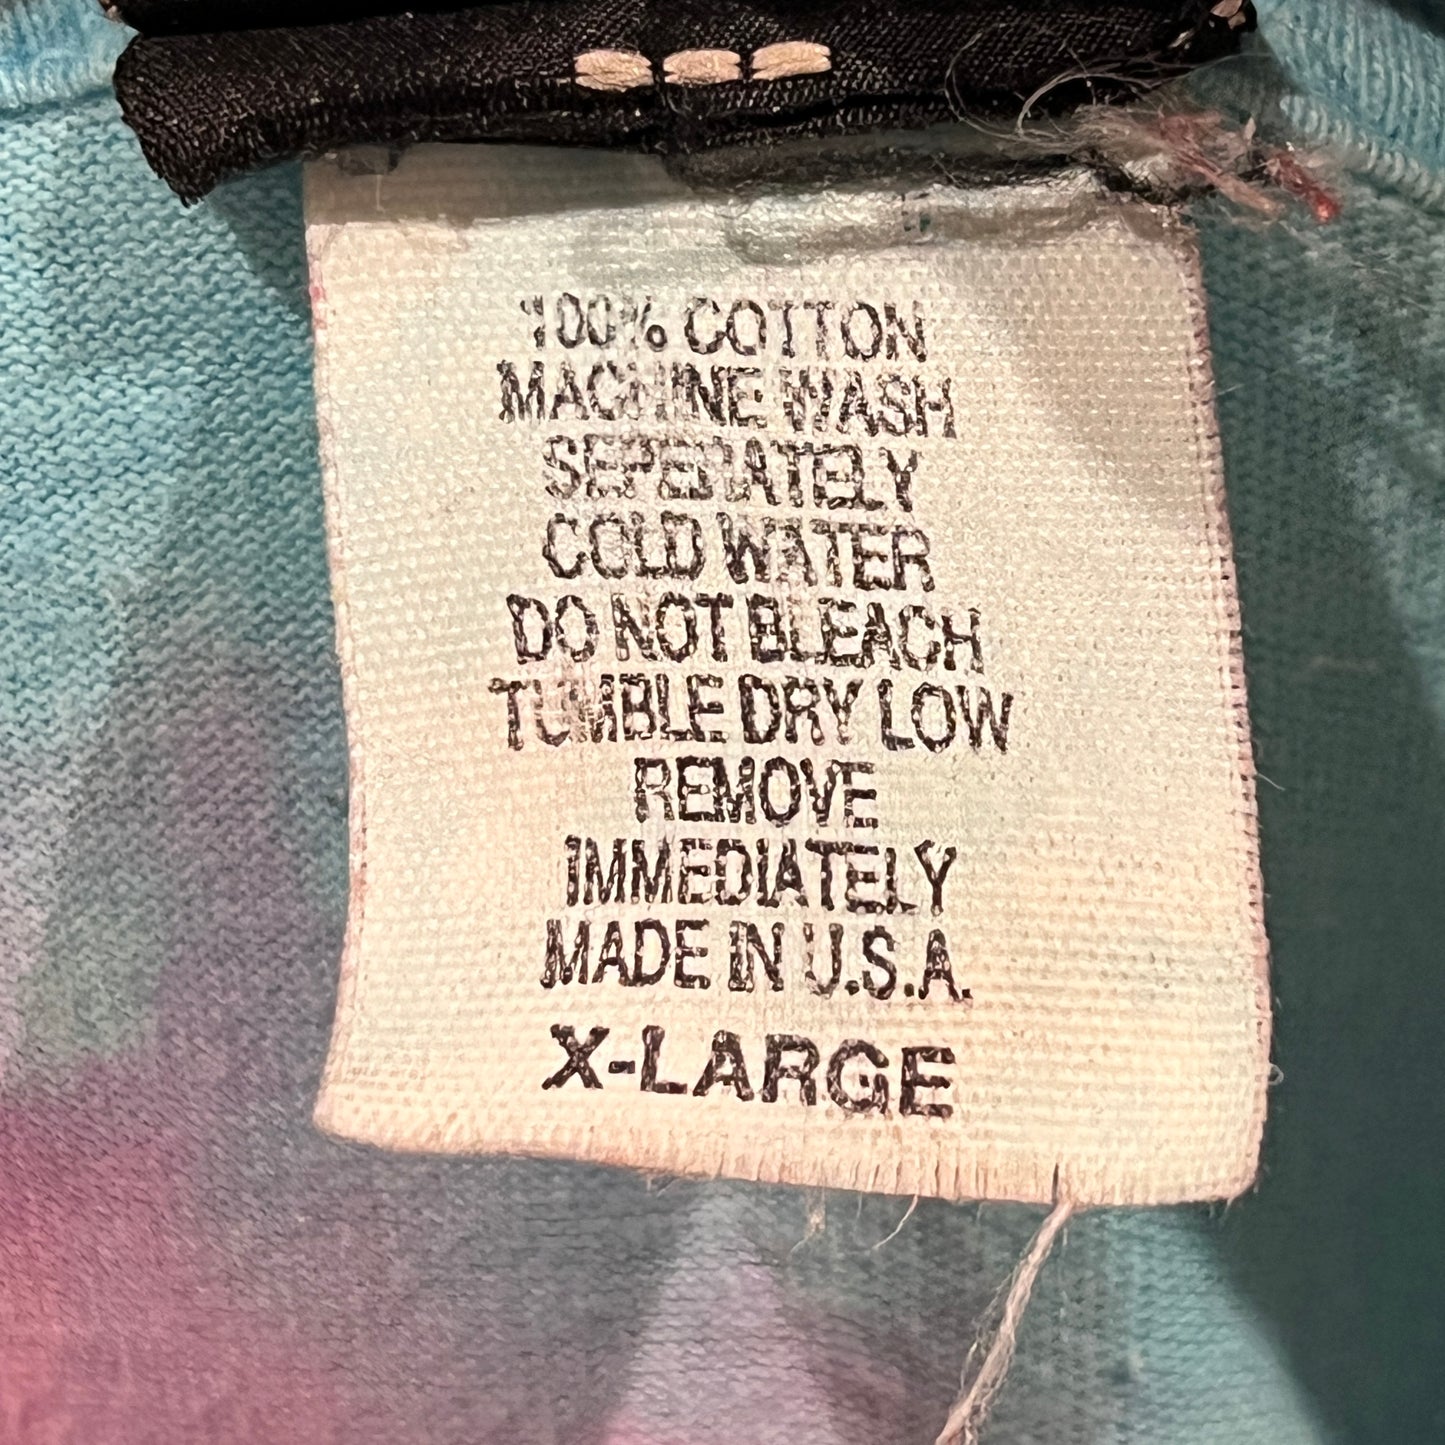 100% COTTON
MACHINE WASH
SEPERATELY
COLD WATER
DO NOT BLEACH
TUMBLE DRY LOW
REMOVE
IMMEDIATELY
MADE IN U.S.A.
X-LARGE